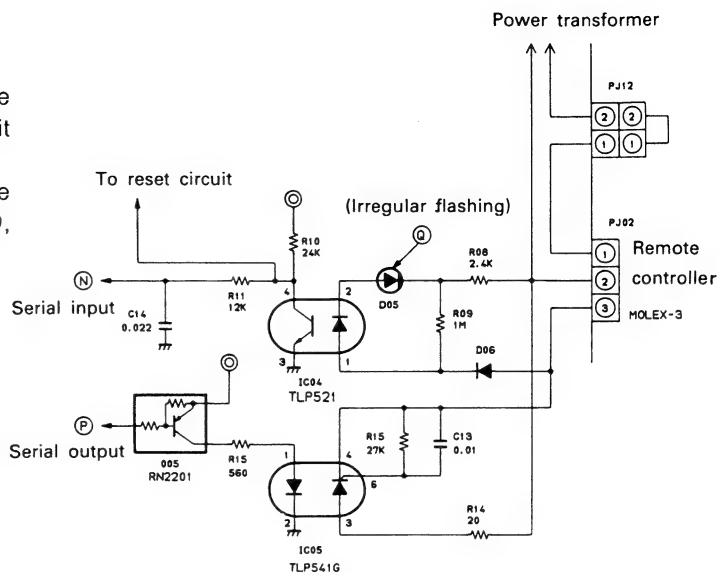 Power transformer
e
it
e
),
PJ12
2 2
1 1
To reset circuit
(Irregular flashing)
Q
R10
24K
R08
2.4K
PJ02
1
2
3
Remote
controller
MOLEX-3
N
Serial input
R11
12K
C14
0.022
4
3
2
1
D05
R09
1M
D06
IC04
TLP521
P
Serial output
005
RN2201
R15
560
1
2
4
6
3
R15
27K
C13
0.01
R14
20
IC05
TLP541G